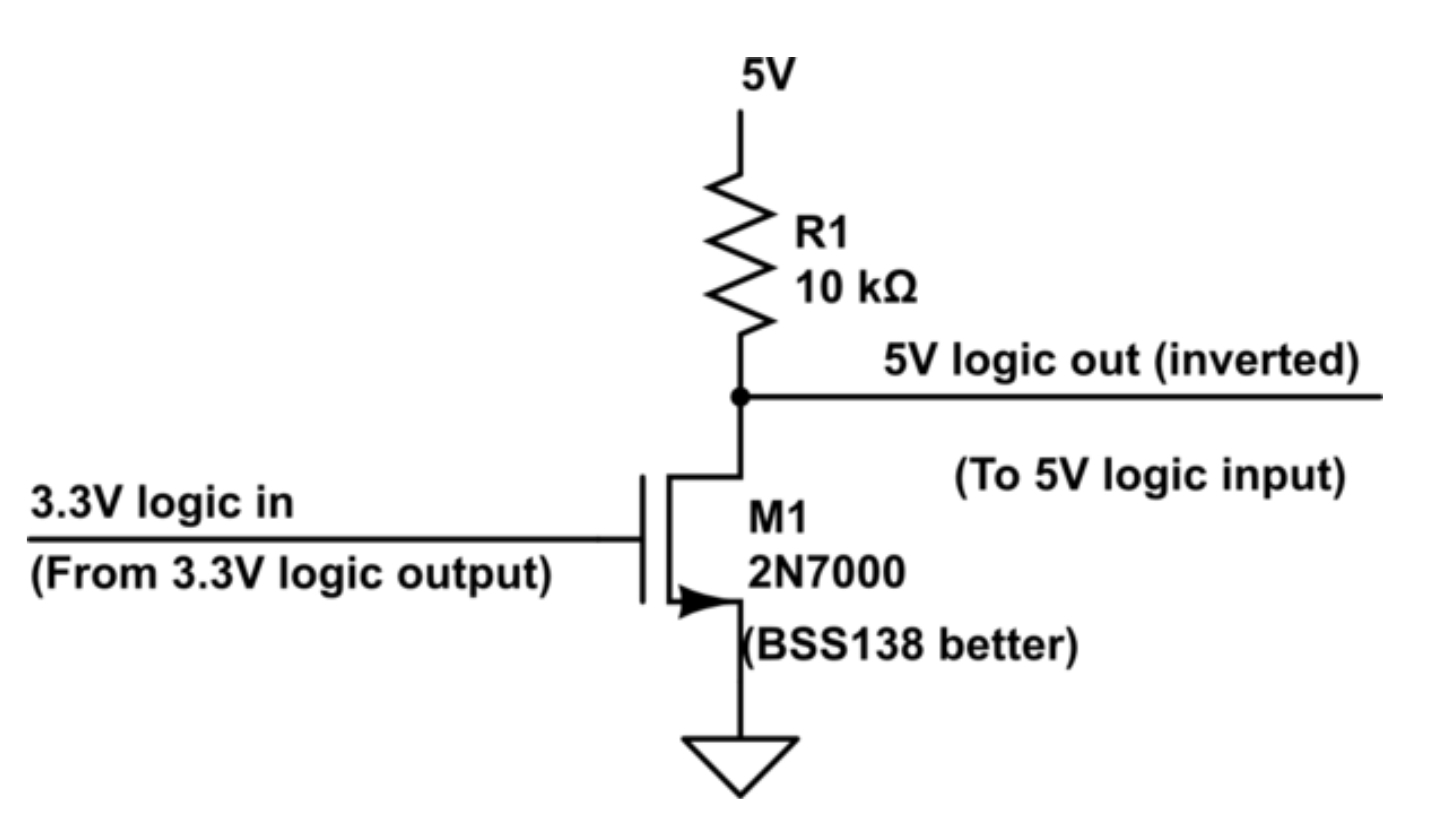 5V
R1
10 kΩ
5V logic out (inverted)
(To 5V logic input)
3.3V logic in
(From 3.3V logic output)
M1
2N7000
(BSS138 better)